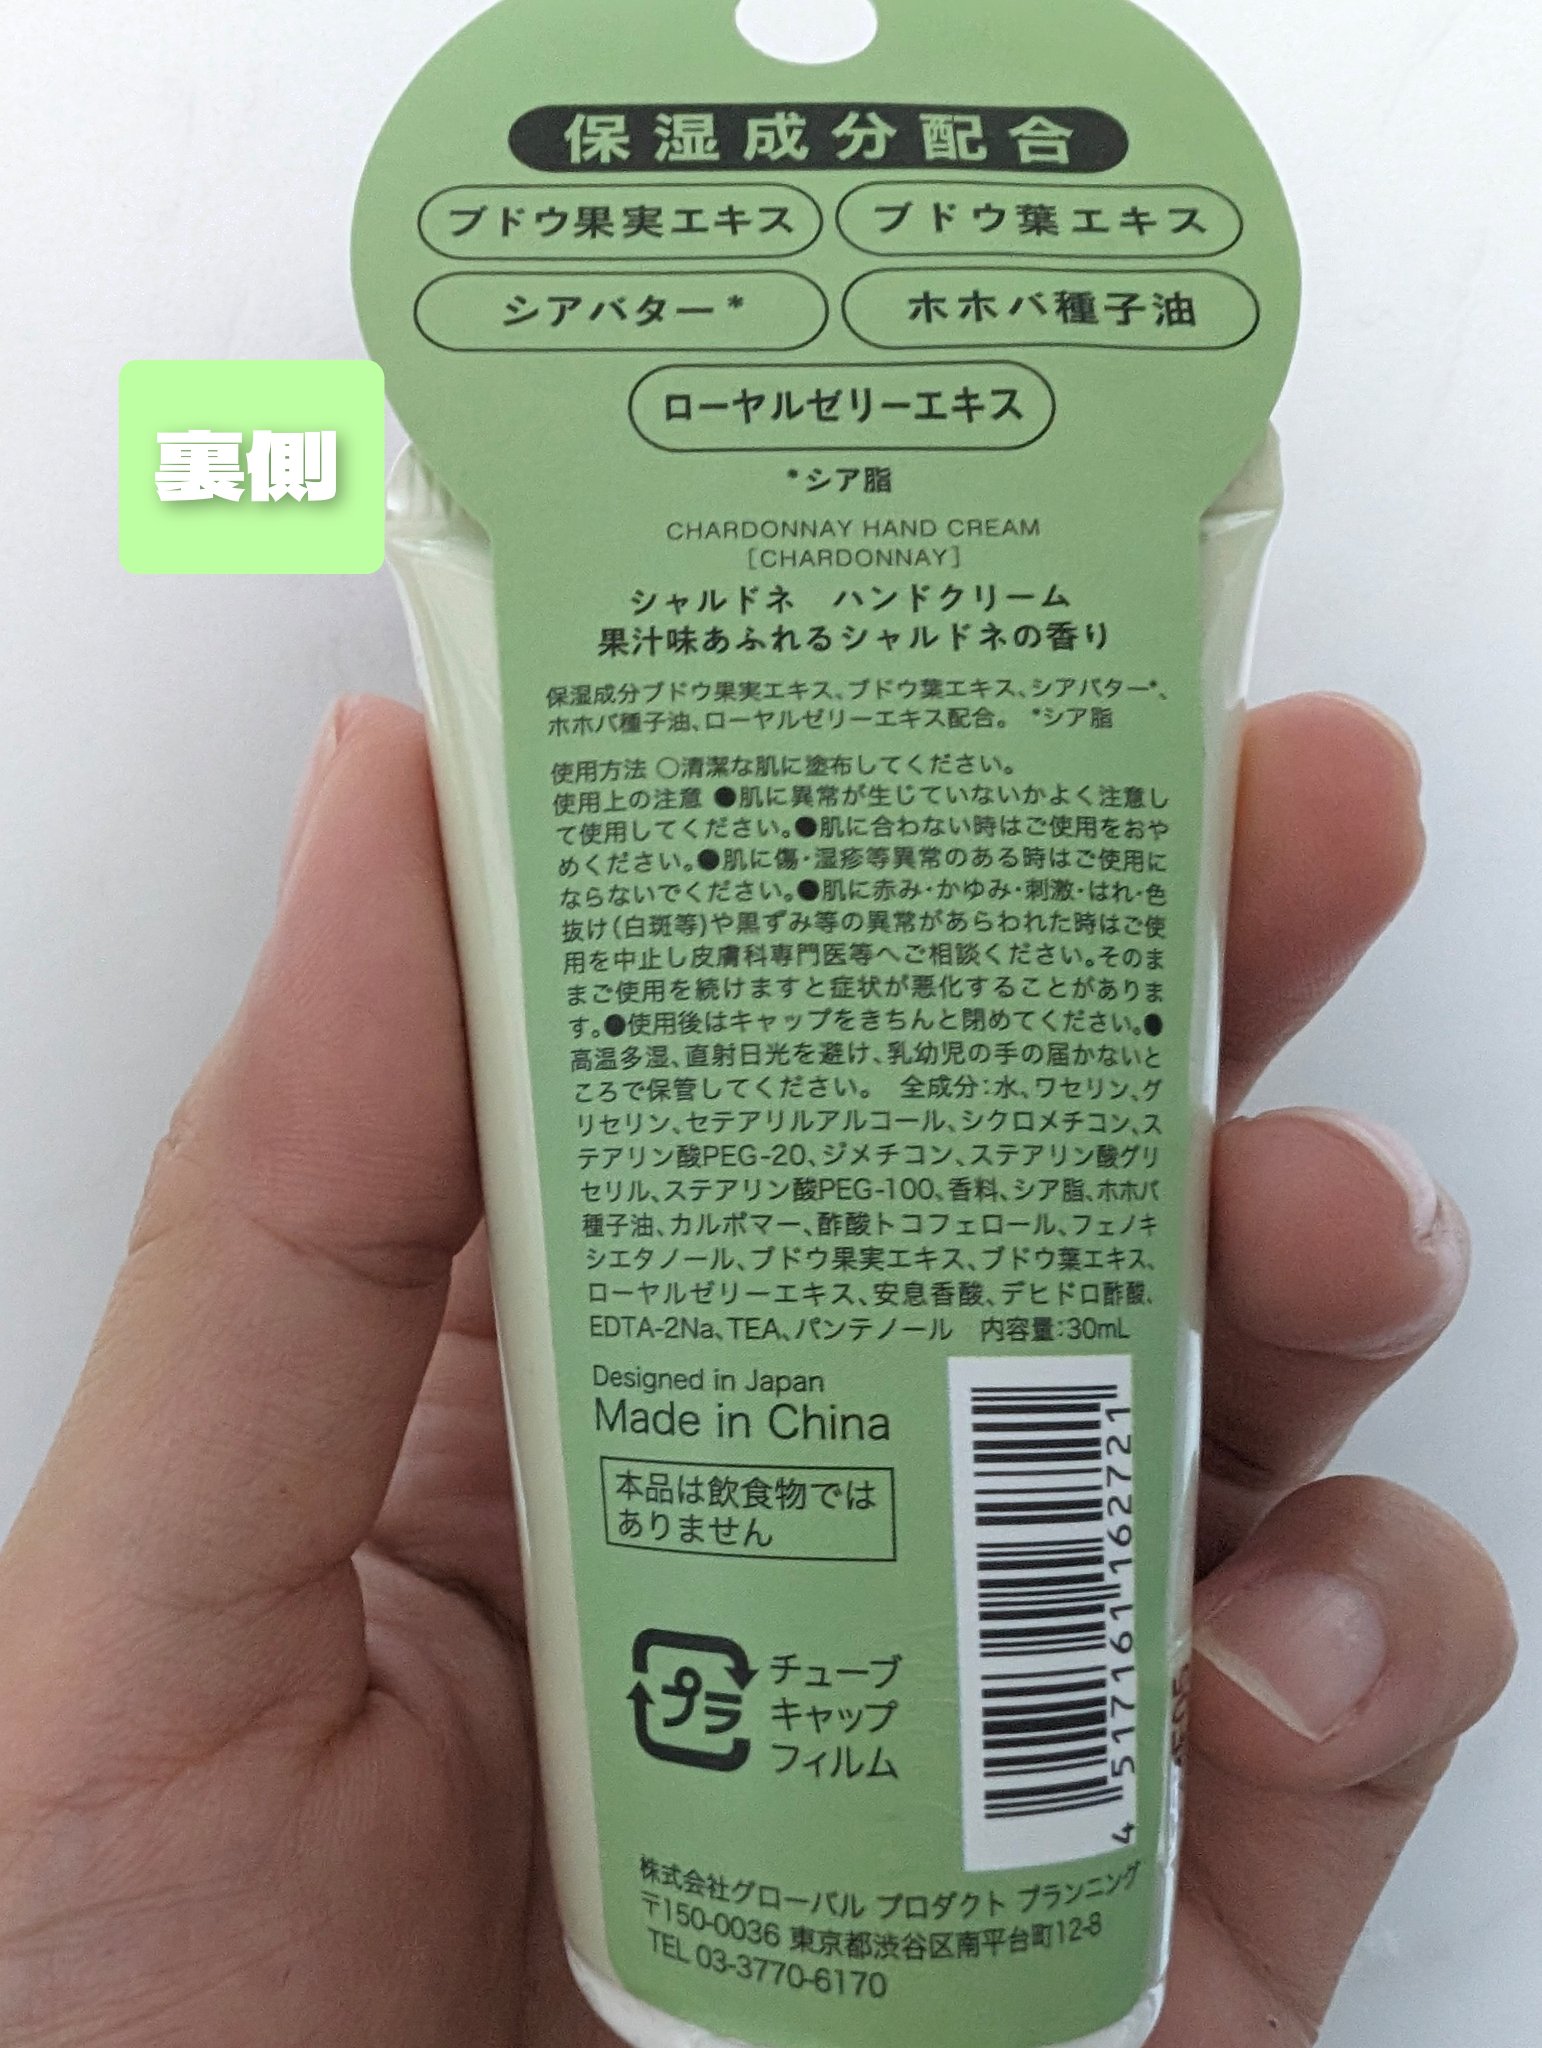 保湿成分配合
ブドウ果実エキス
ブドウ葉エキス
シアバター*
ホホバ種子油
ローヤルゼリーエキス
*シア脂
裏側
CHARDONNAY HAND CREAM
[CHARDONNAY]
シャルドネ ハンドクリーム
果汁味あふれるシャルドネの香り
保湿成分ブドウ果実エキス、ブドウ葉エキス、シアバター*、
ホホバ種子油、ローヤルゼリーエキス配合。 *シア脂
使用方法 ○清潔な肌に塗布してください。
使用上の注意 ●肌に異常が生じていないかよく注意し
て使用してください。●肌に合わない時はご使用をおや
めください。●肌に傷・湿疹等異常のある時はご使用に
ならないでください。●肌に赤み・かゆみ・刺激・はれ・色
抜け(白斑等)や黒ずみ等の異常があらわれた時はご使
用を中止し皮膚科専門医等へご相談ください。そのま
まご使用を続けますと症状が悪化することがありま
す。●使用後はキャップをきちんと閉めてください。●
高温多湿、直射日光を避け、乳幼児の手の届かないと
ころで保管してください。 全成分:水、ワセリン、グ
リセリン、セテアリルアルコール、シクロメチコン、ス
テアリン酸PEG-20、ジメチコン、ステアリン酸グリ
セリル、ステアリン酸PEG-100、香料、シア脂、ホホバ
種子油、カルボマー、酢酸トコフェロール、フェノキ
シエタノール、ブドウ果実エキス、ブドウ葉エキス、
ローヤルゼリーエキス、安息香酸、デヒドロ酢酸、
EDTA-2Na、TEA、パンテノール 内容量:30mL
Designed in Japan
Made in China
本品は飲食物では
ありません
プラ
チューブ
キャップ
フィルム
4 517161 162721
株式会社グローバル プロダクト プランニング
〒150-0036 東京都渋谷区南平台町12-8
TEL 03-3770-6170